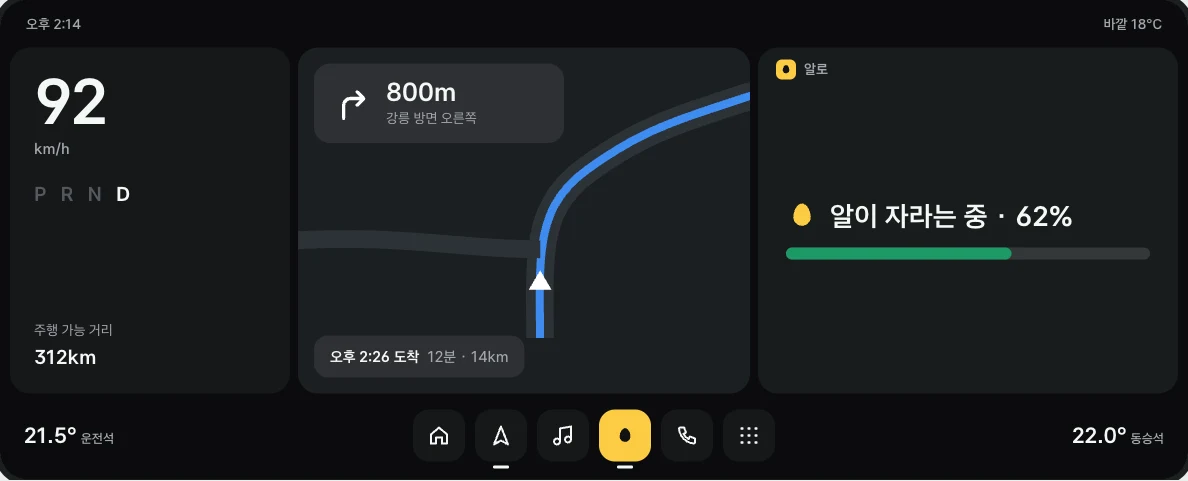 오후 2:14
바깥 18°C
92
km/h
P R N D
주행 가능 거리
312km
800m
강릉 방면 오른쪽
오후 2:26 도착 12분 · 14km
알로
알이 자라는 중 · 62%
21.5° 운전석
22.0° 동승석